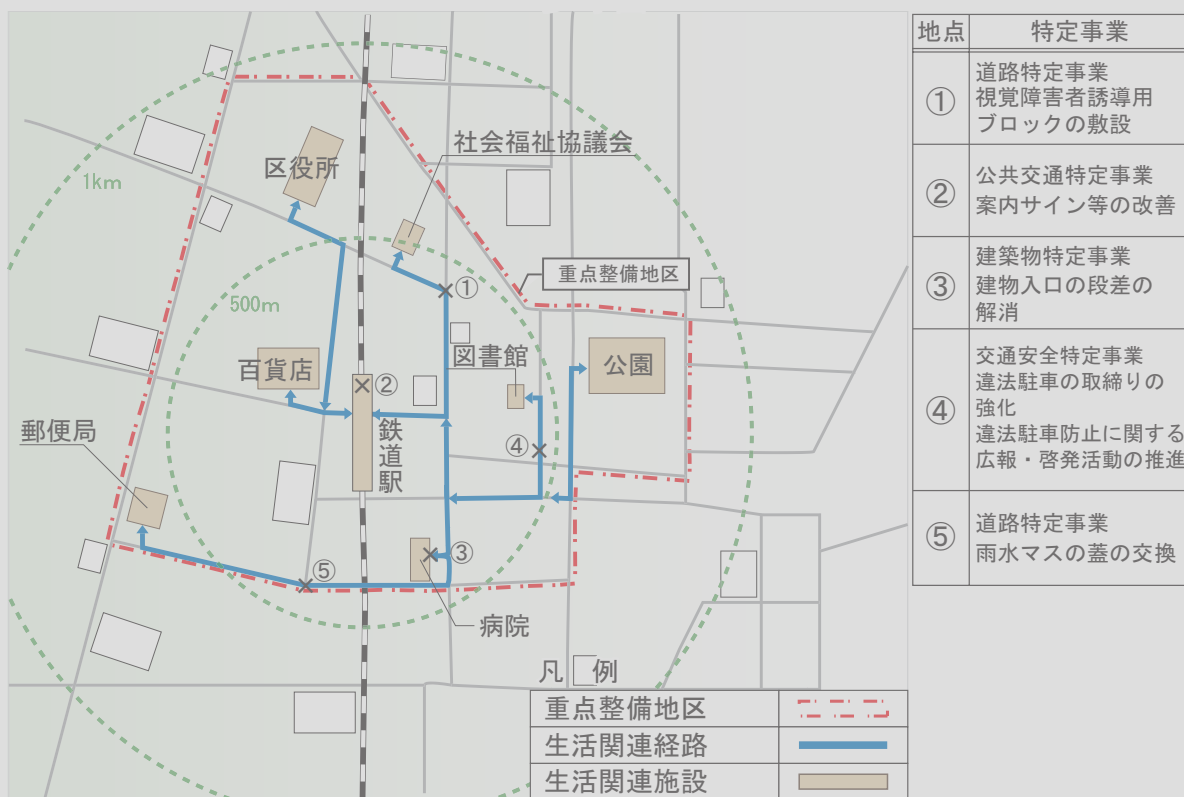 区役所
社会福祉協議会
1km
重点整備地区
①
500m
図書館
公園
百貨店
②
鉄道駅
④
郵便局
③
⑤
病院
凡 例
重点整備地区
生活関連経路
生活関連施設
地点 特定事業
① 道路特定事業
視覚障害者誘導用
ブロックの敷設
② 公共交通特定事業
案内サイン等の改善
③ 建築物特定事業
建物入口の段差の
解消
④ 交通安全特定事業
違法駐車の取締りの
強化
違法駐車防止に関する
広報・啓発活動の推進
⑤ 道路特定事業
雨水マスの蓋の交換